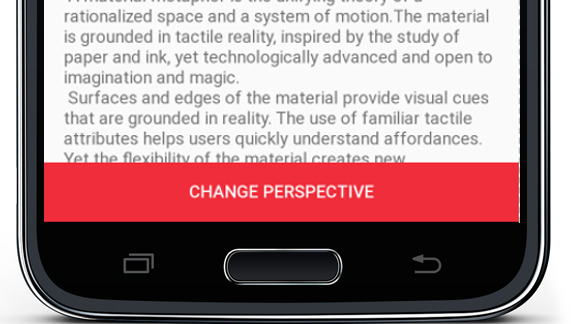 rationalized space and a system of motion.The material
is grounded in tactile reality, inspired by the study of
paper and ink, yet technologically advanced and open to
imagination and magic.
Surfaces and edges of the material provide visual cues
that are grounded in reality. The use of familiar tactile
attributes helps users quickly understand affordances.
Yet the flexibility of the material creates new
CHANGE PERSPECTIVE